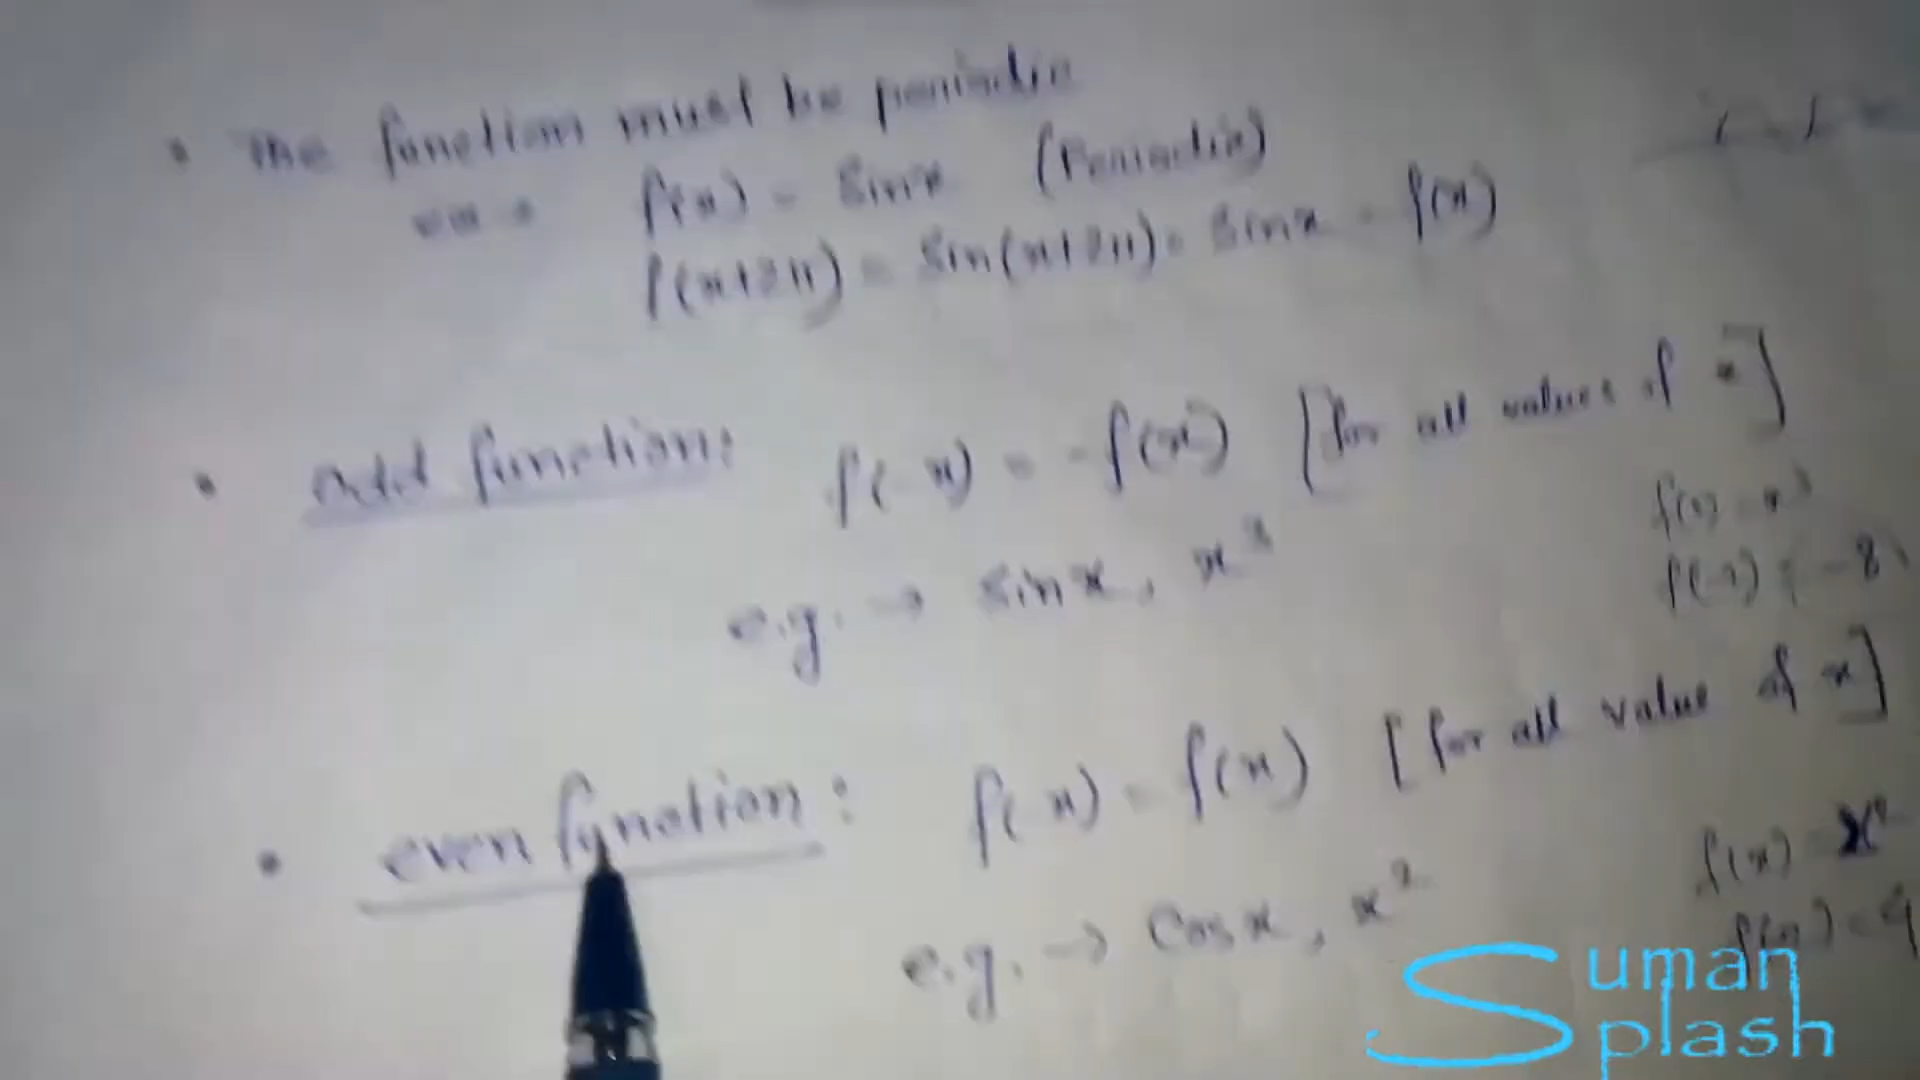 • The function must be periodic
f(x) = Sinx (Periodic)
f(x+2π) = Sin(x+2π) = Sinx = f(x)
• odd function: f(-x) = -f(x) [for all values of x]
f(x) = x³
e.g. → Sinx, x³
f(-2) = -8
• even function: f(-x) = f(x) [for all value of x]
f(x) = x²
e.g. → Cosx, x²
Suman
Splash